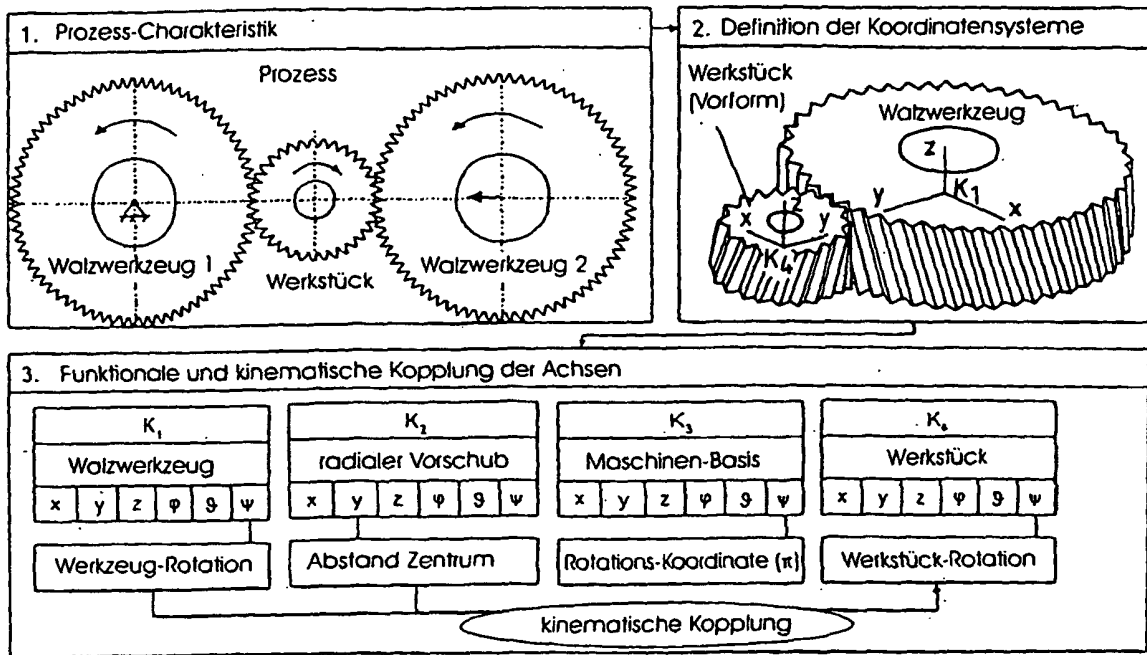 1. Prozess-Charakteristik
Prozess
Walzwerkzeug 1
Werkstück
Walzwerkzeug 2
2. Definition der Koordinatensysteme
Werkstück
(Vorform)
Walzwerkzeug
z
K1
y
x
z
x
y
K4
3. Funktionale und kinematische Kopplung der Achsen
K1
Walzwerkzeug
x y z φ ϑ ψ
Werkzeug-Rotation
K2
radialer Vorschub
x y z φ ϑ ψ
Abstand Zentrum
K3
Maschinen-Basis
x y z φ ϑ ψ
Rotations-Koordinate (π)
K4
Werkstück
x y z φ ϑ ψ
Werkstück-Rotation
kinematische Kopplung